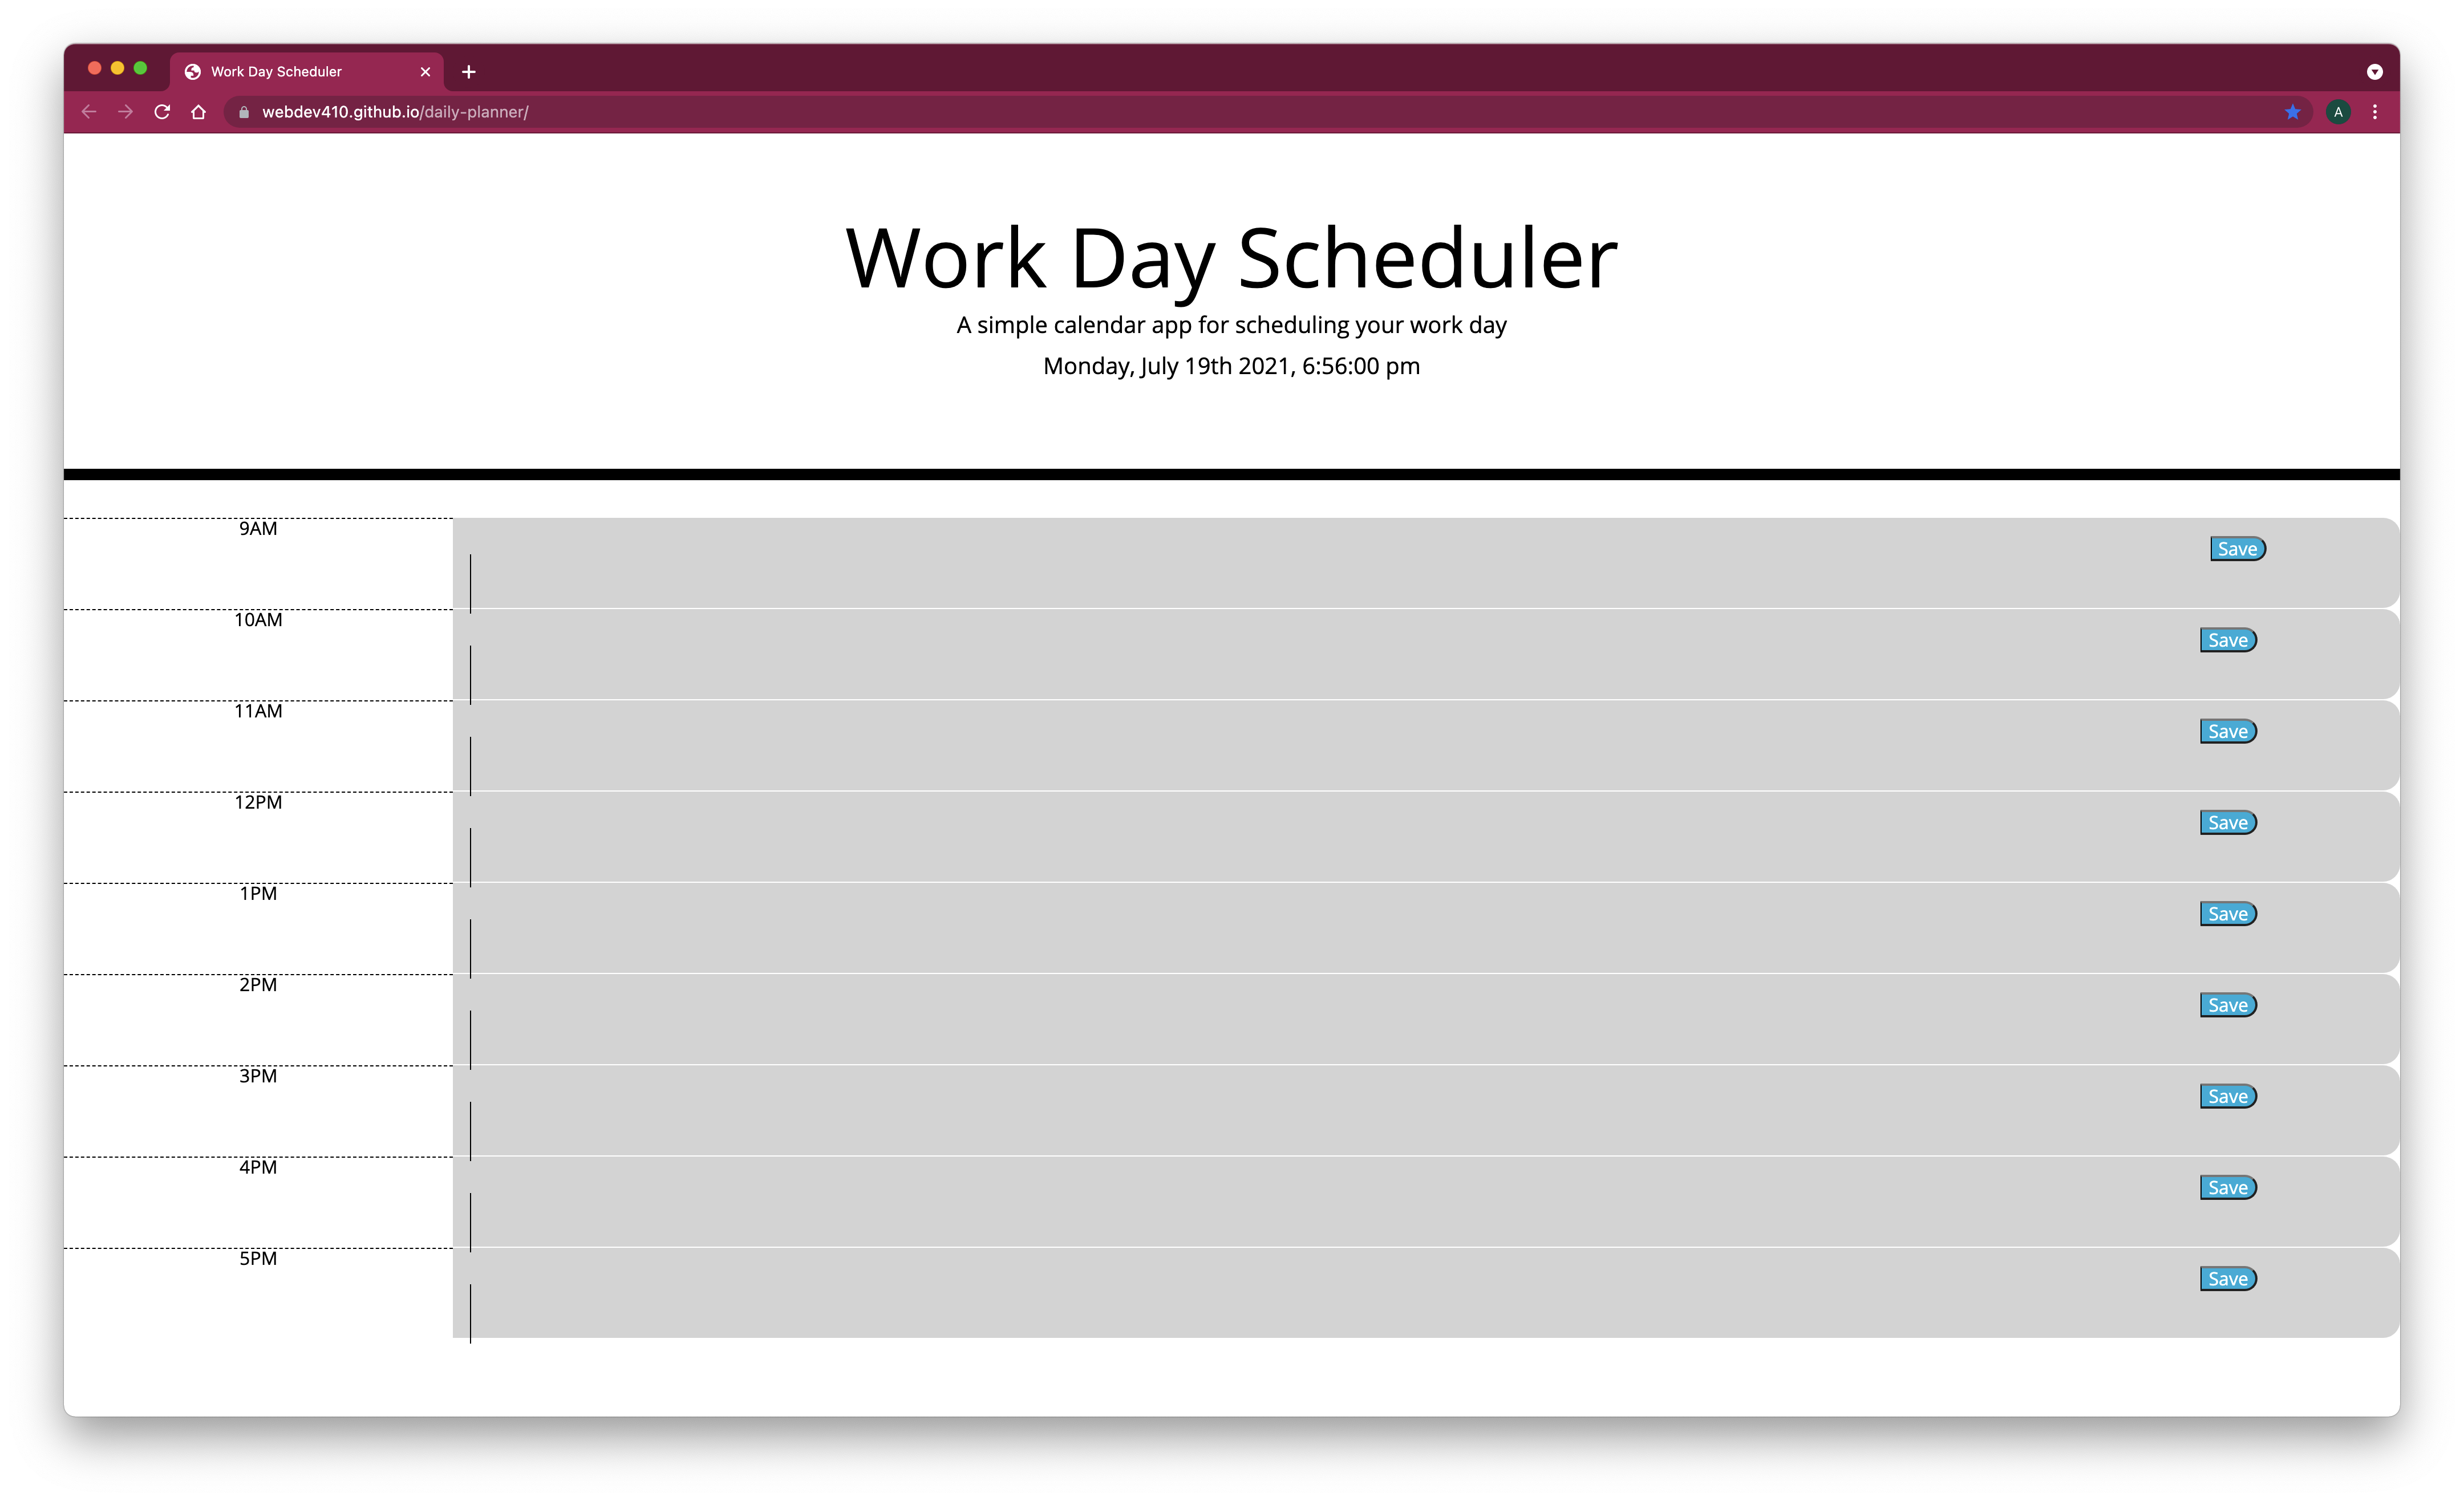 Work Day Scheduler
webdev410.github.io/daily-planner/
A
Work Day Scheduler
A simple calendar app for scheduling your work day
Monday, July 19th 2021, 6:56:00 pm
9AM
Save
10AM
Save
11AM
Save
12PM
Save
1PM
Save
2PM
Save
3PM
Save
4PM
Save
5PM
Save